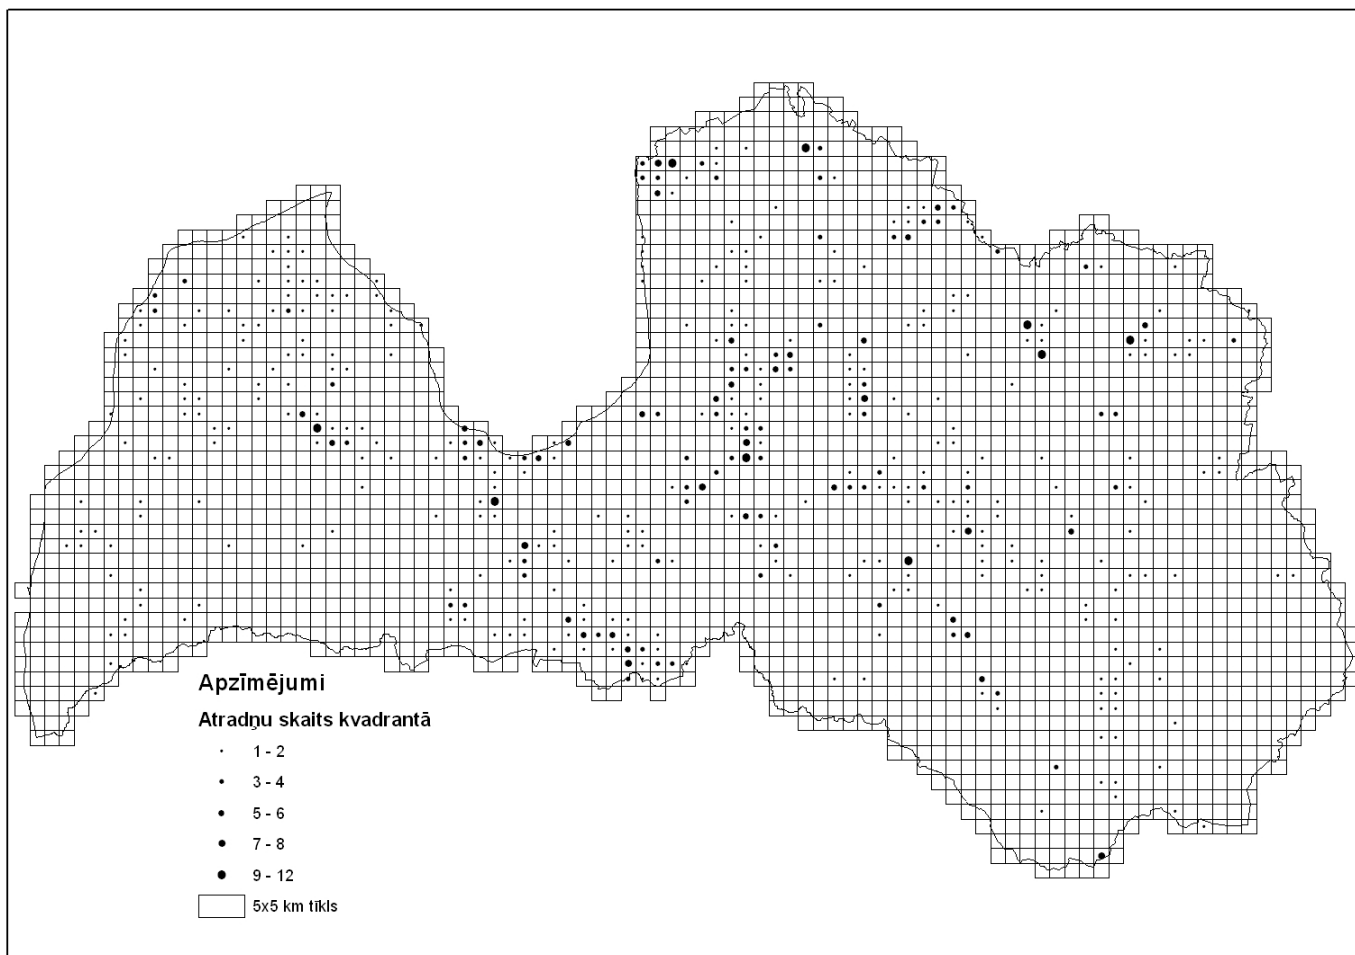 Apzīmējumi
Atradņu skaits kvadrantā
1 - 2
3 - 4
5 - 6
7 - 8
9 - 12
5x5 km tīkls